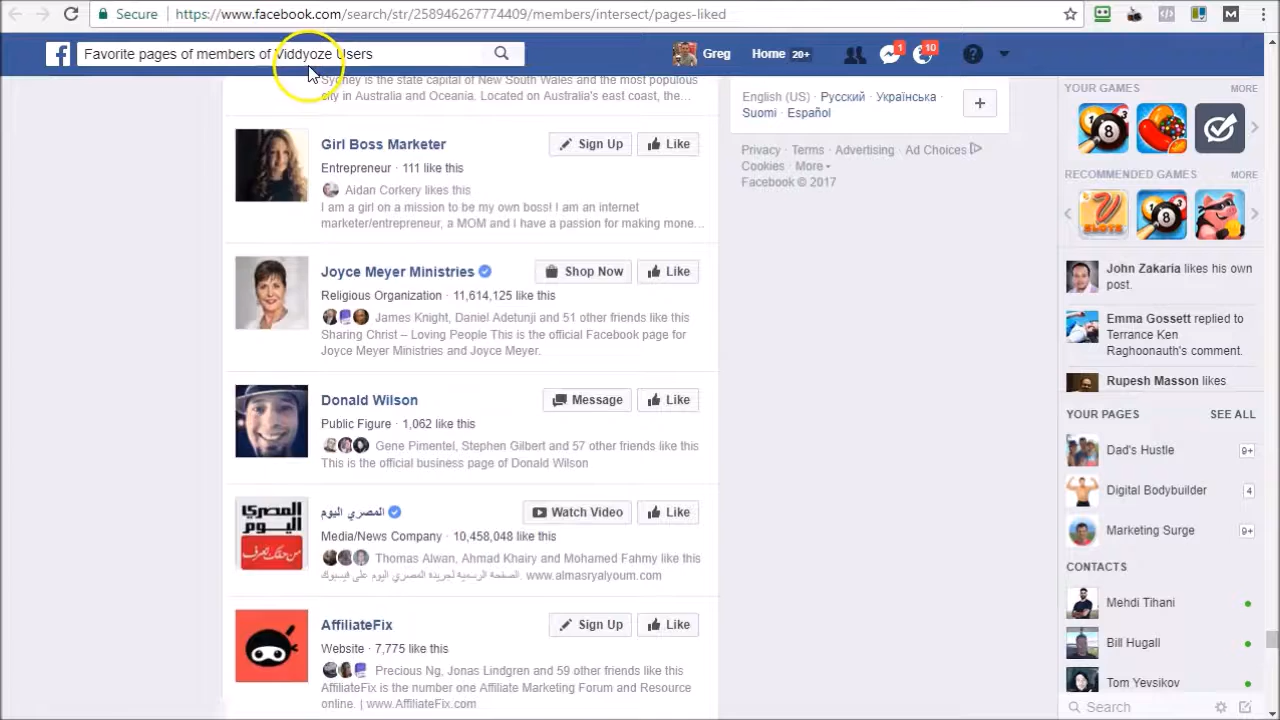 Secure
https://www.facebook.com/search/str/258946267774409/members/intersect/pages-liked
Favorite pages of members of Viddyoze Users
Greg
Home 20+
1
10
Sydney is the state capital of New South Wales and the most populous
city in Australia and Oceania. Located on Australia's east coast, the...
Girl Boss Marketer
Sign Up
Like
Entrepreneur · 111 like this
Aidan Corkery likes this
I am a girl on a mission to be my own boss! I am an internet
marketer/entrepreneur, a MOM and I have a passion for making mone...
Joyce Meyer Ministries
Shop Now
Like
Religious Organization · 11,614,125 like this
James Knight, Daniel Adetunji and 51 other friends like this
Sharing Christ – Loving People This is the official Facebook page for
Joyce Meyer Ministries and Joyce Meyer.
Donald Wilson
Message
Like
Public Figure · 1,062 like this
Gene Pimentel, Stephen Gilbert and 57 other friends like this
This is the official business page of Donald Wilson
المصري اليوم
Watch Video
Like
المصري
اليوم
من حقك تعرف
Media/News Company · 10,458,048 like this
Thomas Alwan, Ahmad Khairy and Mohamed Fahmy like this
الصفحة الرسمية لجريدة المصري اليوم على فيسبوك. www.almasryalyoum.com
AffiliateFix
Sign Up
Like
Website · 7,775 like this
Precious Ng, Jonas Lindgren and 59 other friends like this
AffiliateFix is the number one Affiliate Marketing Forum and Resource
online. | www.AffiliateFix.com
English (US) · Русский · Українська ·
Suomi · Español
Privacy · Terms · Advertising · Ad Choices
Cookies · More
Facebook © 2017
YOUR GAMES
MORE
8
RECOMMENDED GAMES
MORE
SLOTS
8
John Zakaria likes his own
post.
Emma Gossett replied to
Terrance Ken
Raghoonauth's comment.
Rupesh Masson likes
YOUR PAGES
SEE ALL
Dad's Hustle
9+
Digital Bodybuilder
4
Marketing Surge
9+
CONTACTS
Mehdi Tihani
Bill Hugall
Tom Yevsikov
Search